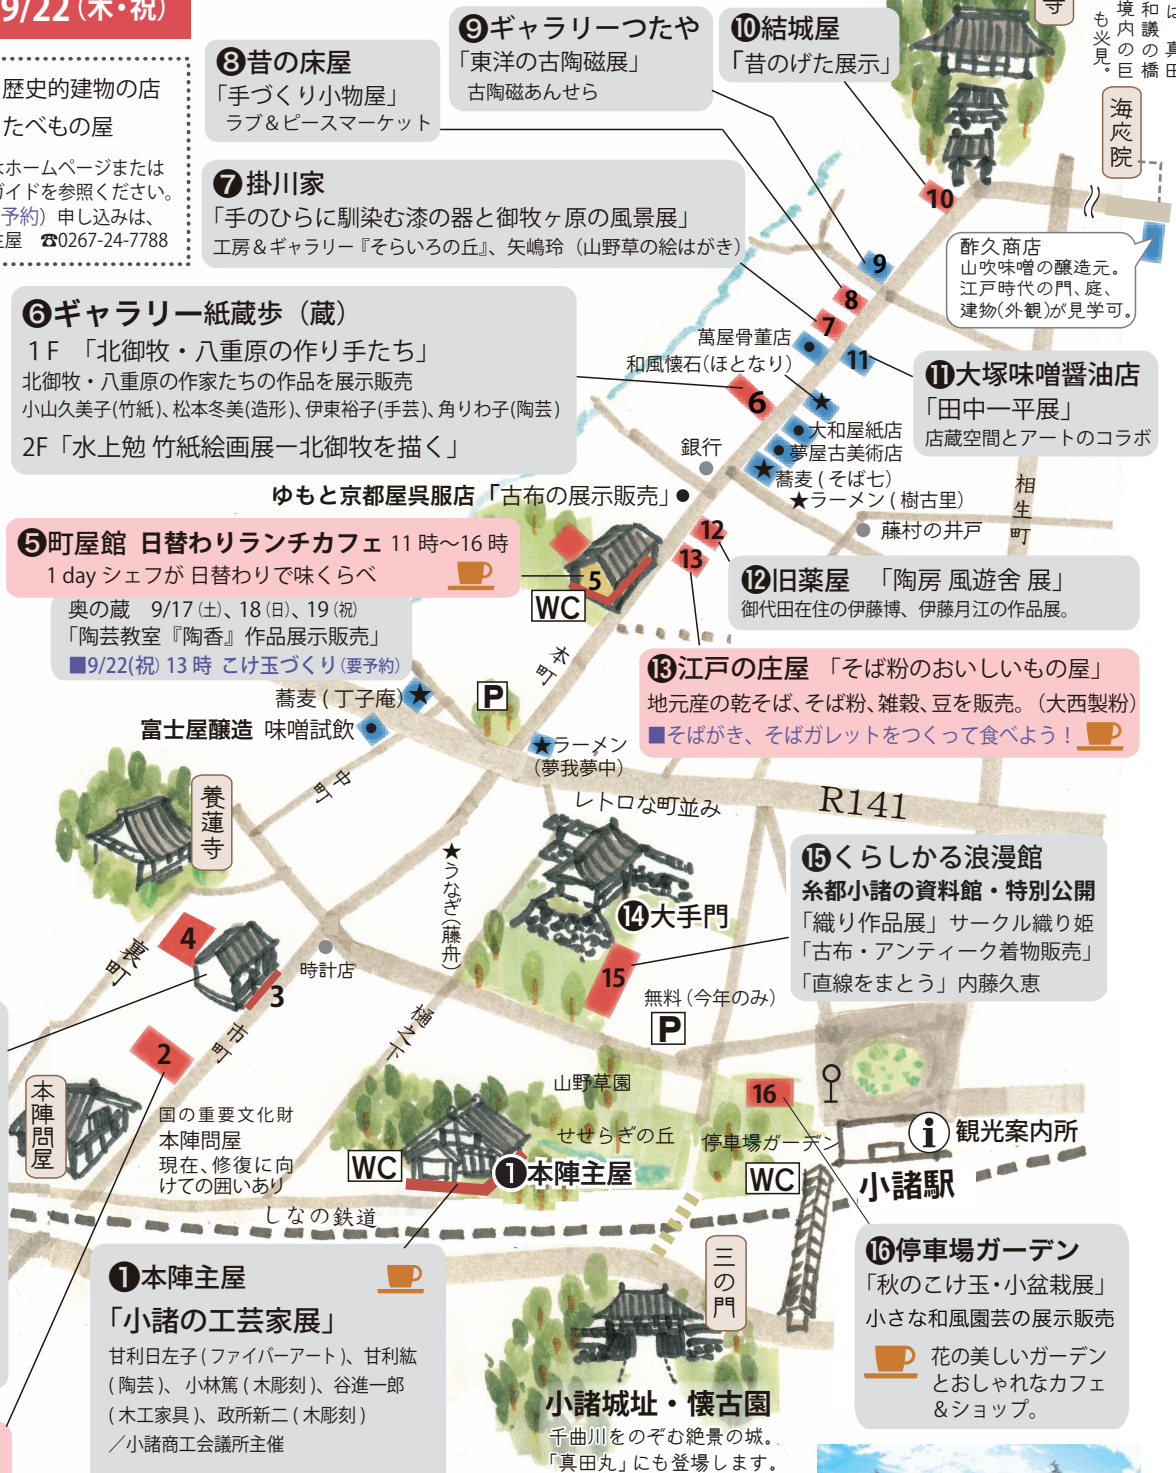 9/22(木・祝)
歴史的建物の店
たべもの屋
ホームページまたは
ガイドを参照ください。
予約）申し込みは、
主屋　☎0267-24-7788
❽昔の床屋
「手づくり小物屋」
ラブ＆ピースマーケット
❾ギャラリーつたや
「東洋の古陶磁展」
古陶磁あんせら
❿結城屋
「昔のげた展示」
寺
真田
和議の橋
境内の巨
も必見。
海応院
❼掛川家
「手のひらに馴染む漆の器と御牧ヶ原の風景展」
工房＆ギャラリー『そらいろの丘』、矢嶋玲（山野草の絵はがき）
10
9
8
7
11
6
酢久商店
山吹味噌の醸造元。
江戸時代の門、庭、
建物(外観)が見学可。
❻ギャラリー紙蔵歩（蔵）
1F 「北御牧・八重原の作り手たち」
北御牧・八重原の作家たちの作品を展示販売
小山久美子(竹紙)、松本冬美(造形)、伊東裕子(手芸)、角りわ子(陶芸)
2F「水上勉 竹紙絵画展ー北御牧を描く」
萬屋骨董店
和風懐石(ほとなり)
⓫大塚味噌醤油店
「田中一平展」
店蔵空間とアートのコラボ
大和屋紙店
夢屋古美術店
★蕎麦(そば七)
★ラーメン(樹古里)
銀行
藤村の井戸
相生町
ゆもと京都屋呉服店「古布の展示販売」●
12
13
❺町屋館 日替わりランチカフェ 11時〜16時
1 day シェフが 日替わりで味くらべ
奥の蔵　9/17(土)、18(日)、19(祝)
「陶芸教室『陶香』作品展示販売」
■9/22(祝) 13時 こけ玉づくり(要予約)
5
WC
⓬旧薬屋 「陶房 風遊舎 展」
御代田在住の伊藤博、伊藤月江の作品展。
⓭江戸の庄屋 「そば粉のおいしいもの屋」
地元産の乾そば、そば粉、雑穀、豆を販売。（大西製粉）
■そばがき、そばガレットをつくって食べよう！
本町
P
蕎麦(丁子庵)★
富士屋醸造 味噌試飲
★ラーメン
(夢我夢中)
中町
レトロな町並み
R141
養蓮寺
★うなぎ(藤舟)
⓮大手門
⓯くらしかる浪漫館
糸都小諸の資料館・特別公開
「織り作品展」サークル織り姫
「古布・アンティーク着物販売」
「直線をまとう」内藤久恵
15
無料(今年のみ)
P
4
3
2
時計店
裏町
市町
樋之下
本陣問屋
国の重要文化財
本陣問屋
現在、修復に向
けての囲いあり
山野草園
せせらぎの丘
停車場ガーデン
16
WC
WC
❶本陣主屋
i 観光案内所
小諸駅
しなの鉄道
三の門
❶本陣主屋
「小諸の工芸家展」
甘利日左子(ファイバーアート)、甘利紘
(陶芸)、小林篤(木彫刻)、谷進一郎
(木工家具)、政所新二(木彫刻)
／小諸商工会議所主催
小諸城址・懐古園
千曲川をのぞむ絶景の城。
「真田丸」にも登場します。
⓰停車場ガーデン
「秋のこけ玉・小盆栽展」
小さな和風園芸の展示販売
花の美しいガーデン
とおしゃれなカフェ
＆ショップ。